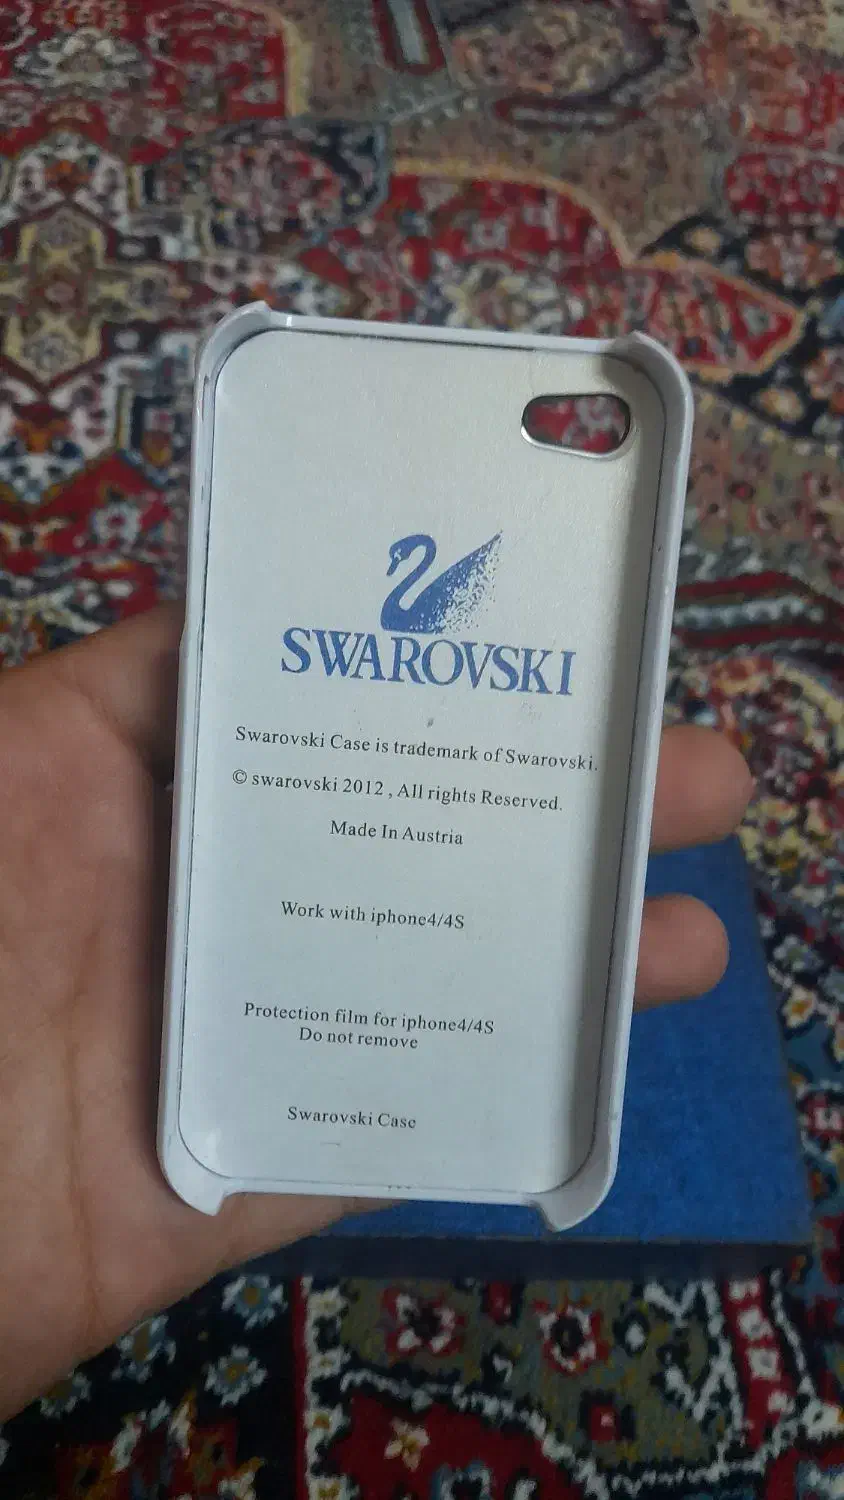 SWAROVSKI
Swarovski Case is trademark of Swarovski.
© swarovski 2012 , All rights Reserved.
Made In Austria
Work with iphone4/4S
Protection film for iphone4/4S
Do not remove
Swarovski Case